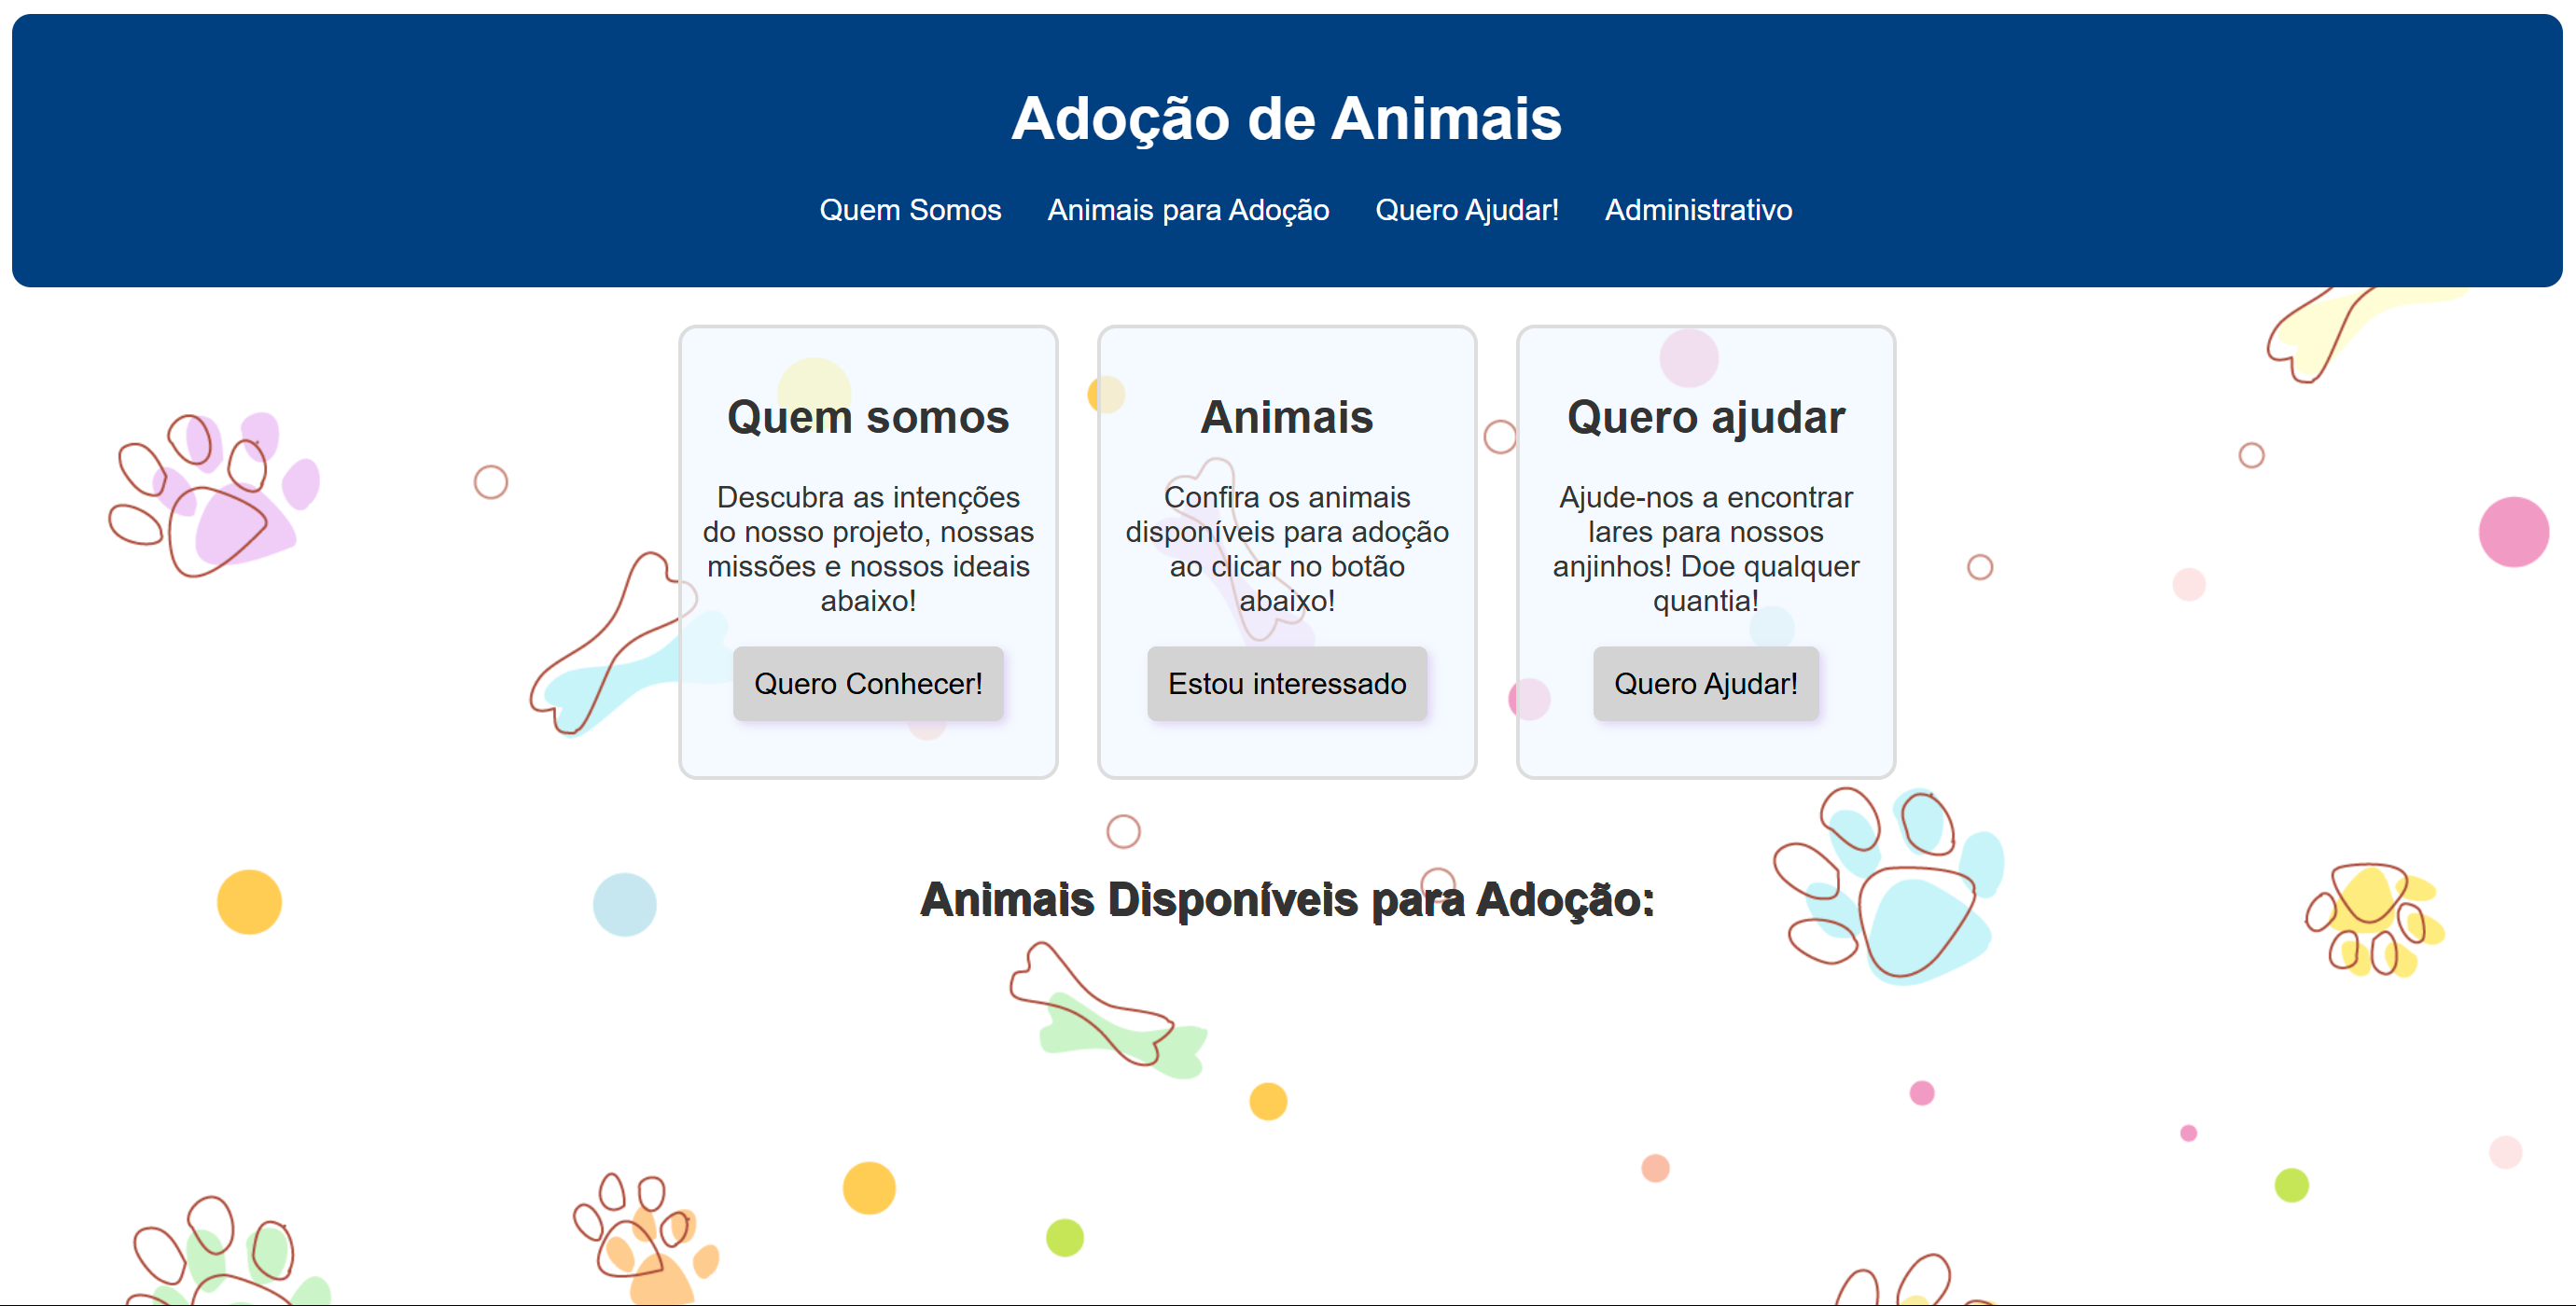 Adoção de Animais
Quem Somos Animais para Adoção Quero Ajudar! Administrativo
Quem somos
Descubra as intenções
do nosso projeto, nossas
missões e nossos ideais
abaixo!
Quero Conhecer!
Animais
Confira os animais
disponíveis para adoção
ao clicar no botão
abaixo!
Estou interessado
Quero ajudar
Ajude-nos a encontrar
lares para nossos
anjinhos! Doe qualquer
quantia!
Quero Ajudar!
Animais Disponíveis para Adoção: